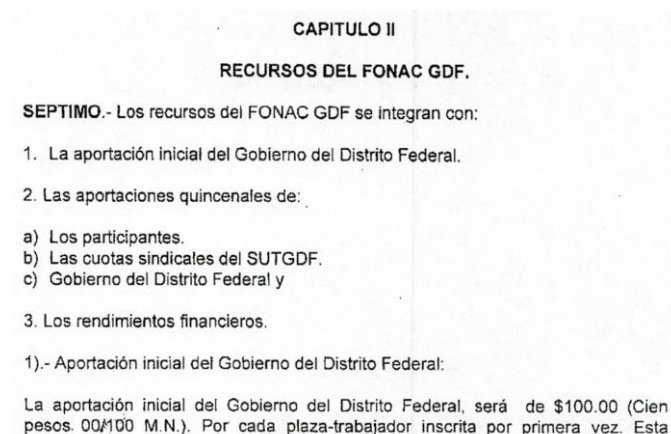 CAPITULO II
RECURSOS DEL FONAC GDF.
SEPTIMO.- Los recursos del FONAC GDF se integran con:
1. La aportación inicial del Gobierno del Distrito Federal.
2. Las aportaciones quincenales de:
a) Los participantes.
b) Las cuotas sindicales del SUTGDF.
c) Gobierno del Distrito Federal y
3. Los rendimientos financieros.
1).- Aportación inicial del Gobierno del Distrito Federal:
La aportación inicial del Gobierno del Distrito Federal, será de $100.00 (Cien
pesos. 00/100 M.N.). Por cada plaza-trabajador inscrita por primera vez. Esta